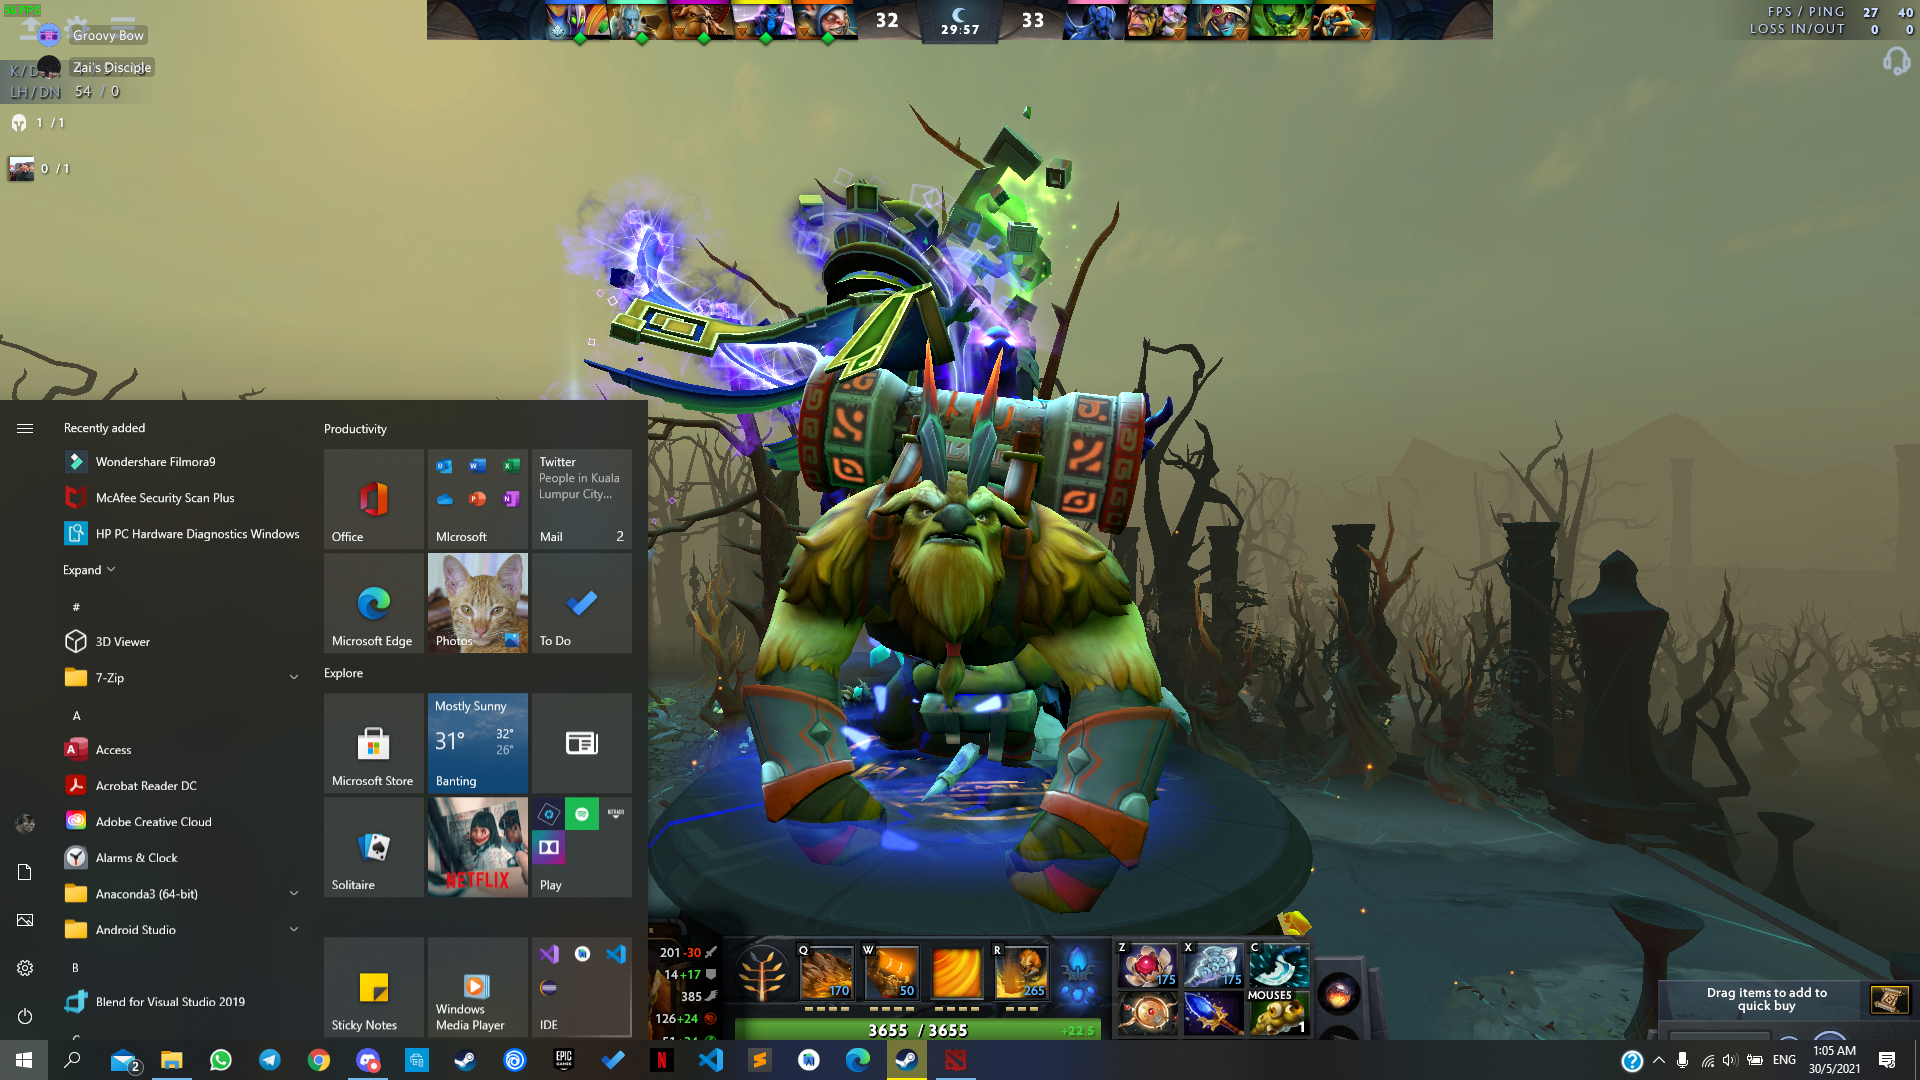 Groovy Bow
K/D
Zai's Disciple
LH/DN 54 / 0
1 / 1
0 / 1
32
29:57
33
FPS / PING 27 40
LOSS IN/OUT 0 0
Recently added
Wondershare Filmora9
McAfee Security Scan Plus
HP PC Hardware Diagnostics Windows
Expand
#
3D Viewer
7-Zip
A
Access
Acrobat Reader DC
Adobe Creative Cloud
Alarms & Clock
Anaconda3 (64-bit)
Android Studio
B
Blend for Visual Studio 2019
Productivity
Office
MIcrosoft
Twitter
People in Kuala
Lumpur City...
Mail 2
Microsoft Edge
Photos
To Do
Explore
Microsoft Store
Mostly Sunny
31° 32°
26°
Banting
Solitaire
NETFLIX
Play
Sticky Notes
Windows
Media Player
IDE
201-30
14+17
385
126+24
Q
170
W
50
R
265
Z
175
X
175
C
MOUSE5
1
3655 / 3655
+22.5
Drag items to add to
quick buy
2
EPIC
GAMES
ENG
1:05 AM
30/5/2021